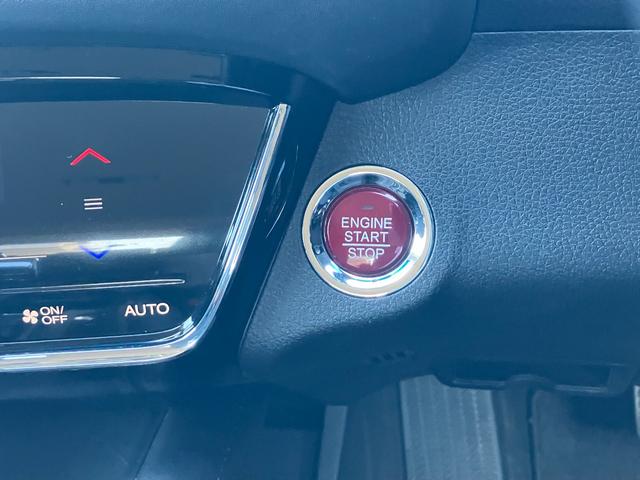 ENGINE
START
STOP
ON/
OFF
AUTO